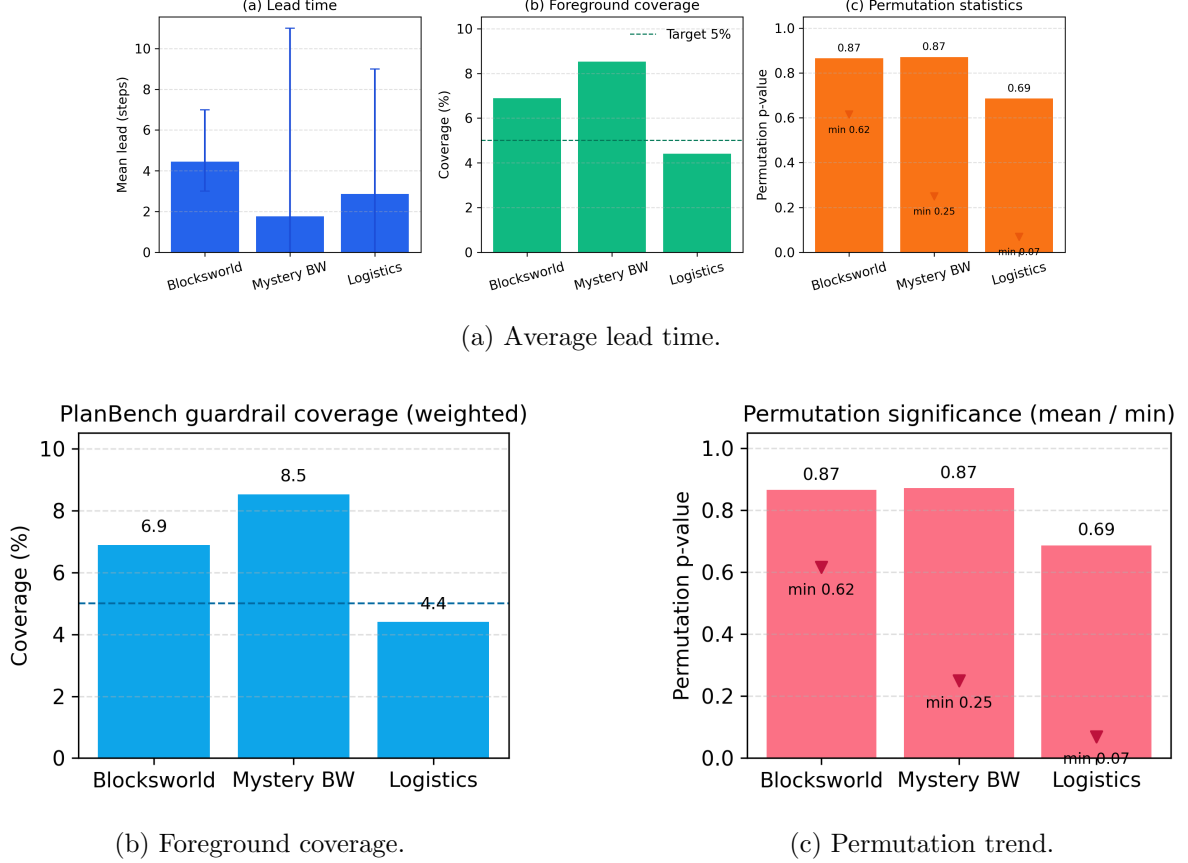 (a) Lead time
Mean lead (steps)
10
8
6
4
2
0
Blocksworld
Mystery BW
Logistics
(b) Foreground coverage
Target 5%
Coverage (%)
10
8
6
4
2
0
Blocksworld
Mystery BW
Logistics
(c) Permutation statistics
Permutation p-value
1.0
0.8
0.6
0.4
0.2
0.0
0.87
0.87
0.69
min 0.62
min 0.25
min 0.07
Blocksworld
Mystery BW
Logistics
(a) Average lead time.
PlanBench guardrail coverage (weighted)
Coverage (%)
10
8
6
4
2
0
6.9
8.5
4.4
Blocksworld
Mystery BW
Logistics
(b) Foreground coverage.
Permutation significance (mean / min)
Permutation p-value
1.0
0.8
0.6
0.4
0.2
0.0
0.87
0.87
0.69
min 0.62
min 0.25
min 0.07
Blocksworld
Mystery BW
Logistics
(c) Permutation trend.